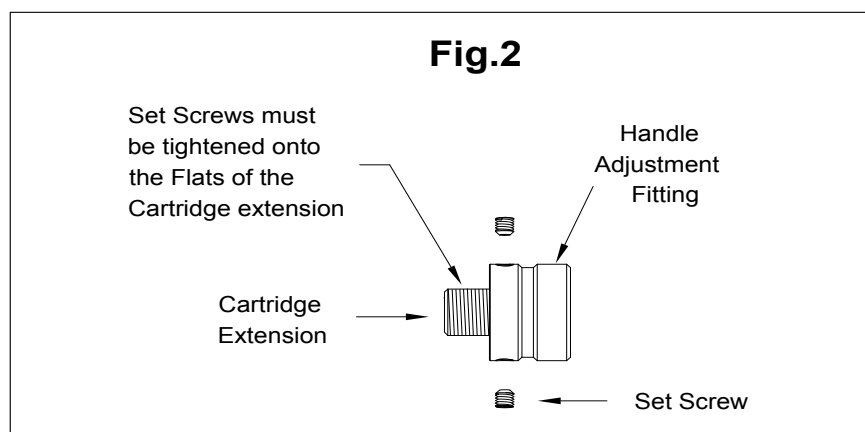 Fig.2
Set Screws must
be tightened onto
the Flats of the
Cartridge extension
Handle
Adjustment
Fitting
Cartridge
Extension
Set Screw